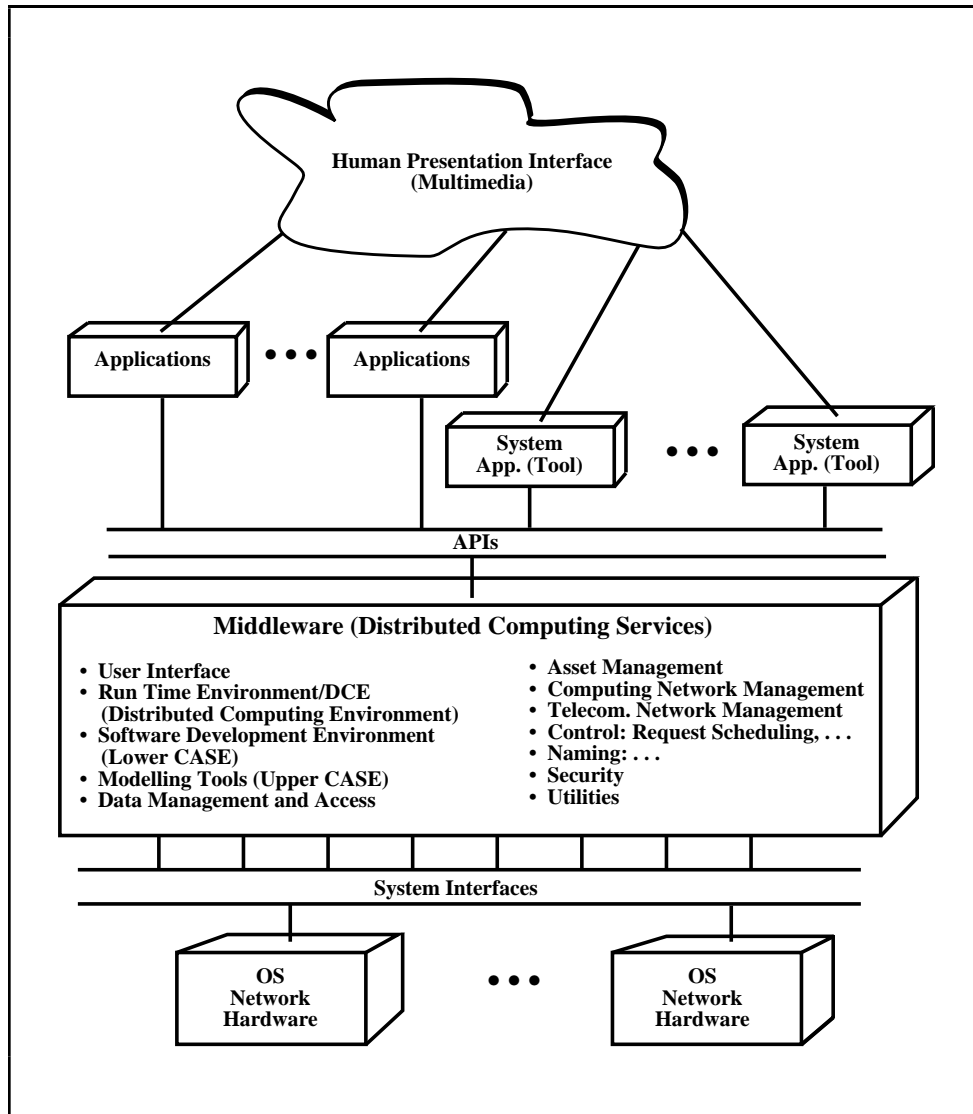 Human Presentation Interface
(Multimedia)
Applications
• • •
Applications
System
App. (Tool)
• • •
System
App. (Tool)
APIs
Middleware (Distributed Computing Services)
• User Interface
• Run Time Environment/DCE
(Distributed Computing Environment)
• Software Development Environment
(Lower CASE)
• Modelling Tools (Upper CASE)
• Data Management and Access
• Asset Management
• Computing Network Management
• Telecom. Network Management
• Control: Request Scheduling, . . .
• Naming: . . .
• Security
• Utilities
System Interfaces
OS
Network
Hardware
• • •
OS
Network
Hardware